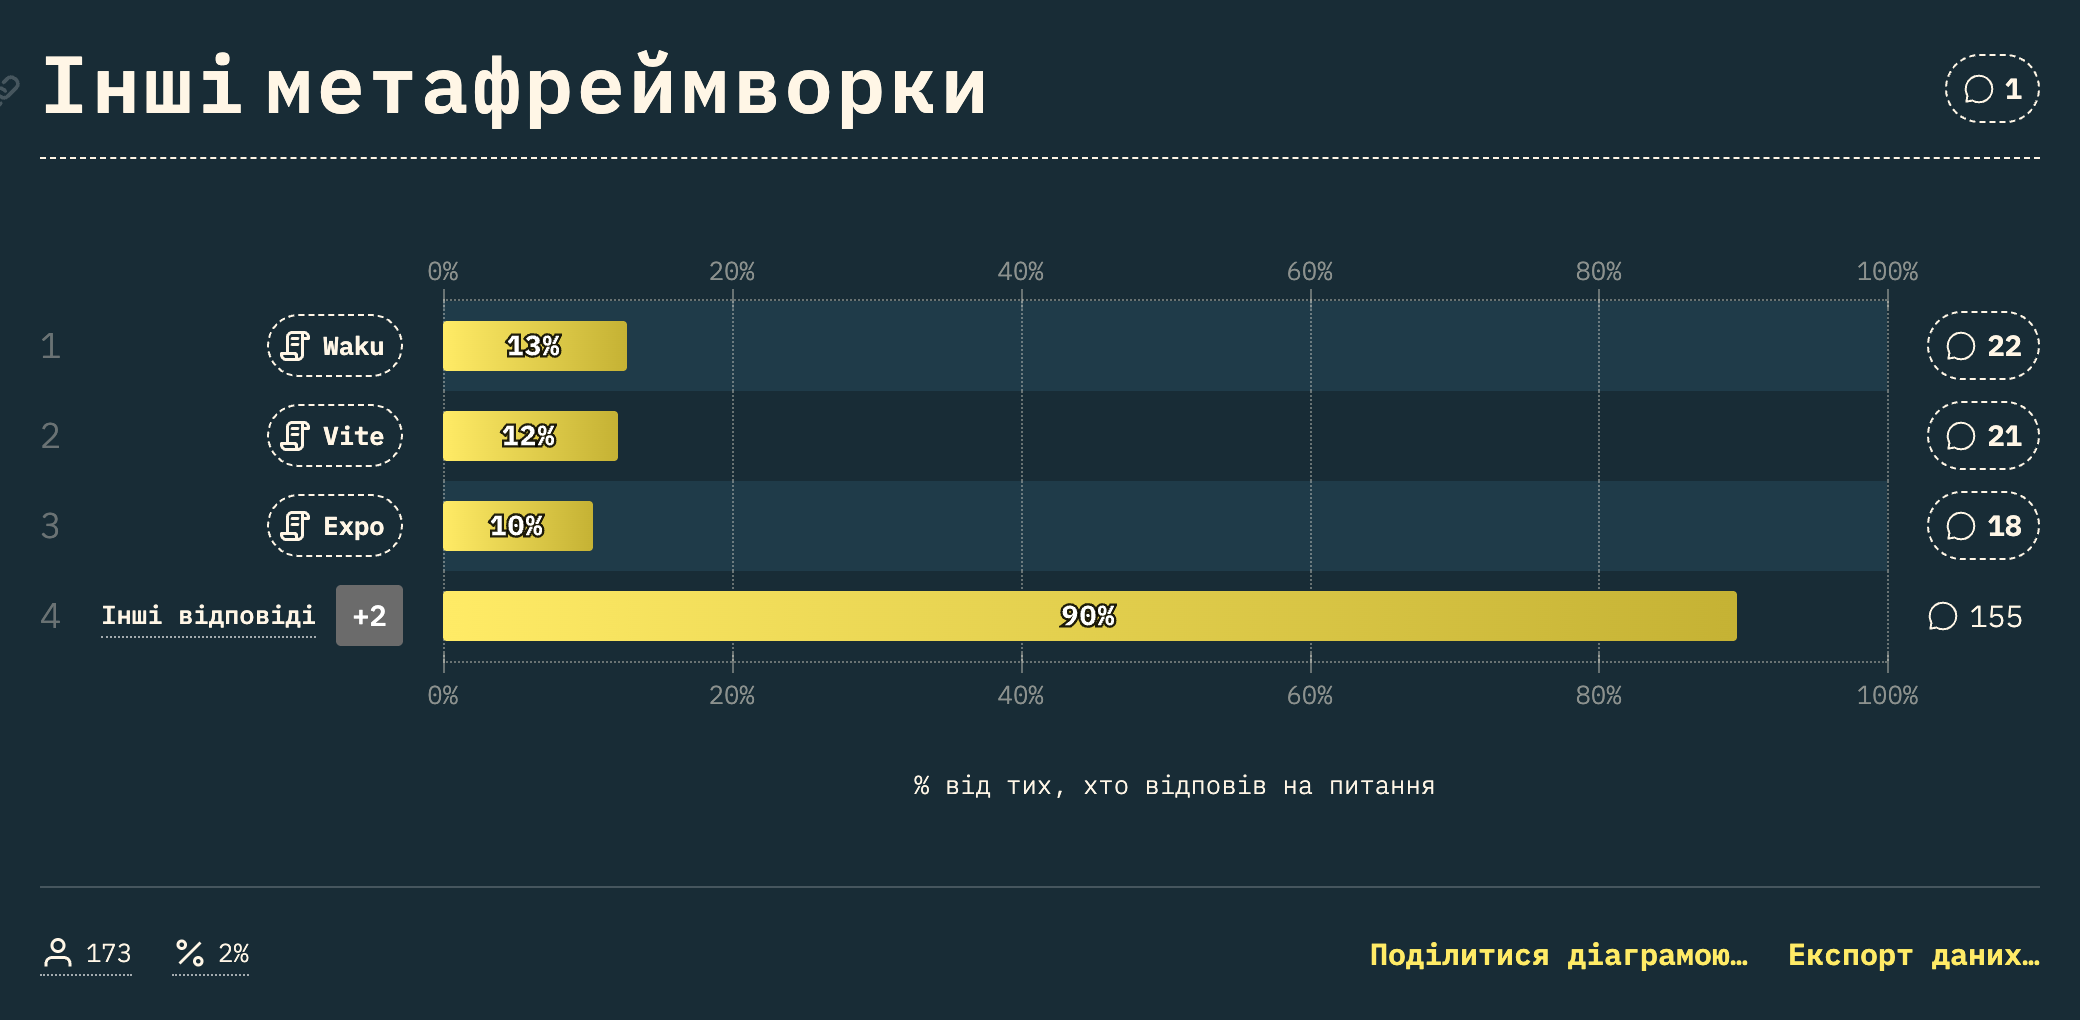 Інші метафреймворки
1
0% 20% 40% 60% 80% 100%
1 Waku 13% 22
2 Vite 12% 21
3 Expo 10% 18
4 Інші відповіді +2 90% 155
0% 20% 40% 60% 80% 100%
% від тих, хто відповів на питання
173 2% Поділитися діаграмою… Експорт даних…